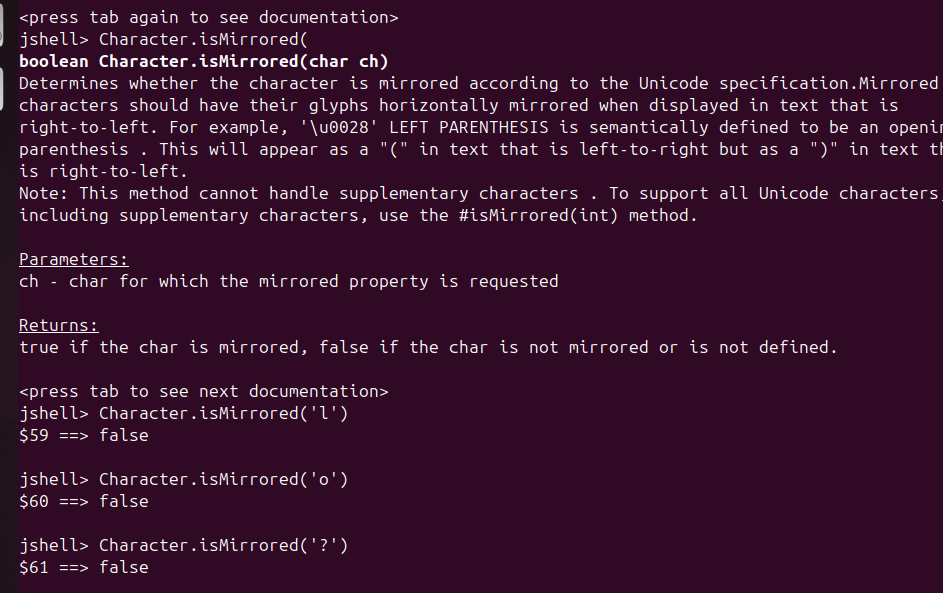 <press tab again to see documentation>
jshell> Character.isMirrored(
boolean Character.isMirrored(char ch)
Determines whether the character is mirrored according to the Unicode specification.Mirrored
characters should have their glyphs horizontally mirrored when displayed in text that is
right-to-left. For example, '\u0028' LEFT PARENTHESIS is semantically defined to be an
parenthesis . This will appear as a "(" in text that is left-to-right but as a ")" in text
is right-to-left.
Note: This method cannot handle supplementary characters . To support all Unicode characters,
including supplementary characters, use the #isMirrored(int) method.
Parameters:
ch - char for which the mirrored property is requested
Returns:
true if the char is mirrored, false if the char is not mirrored or is not defined.
<press tab to see next documentation>
jshell> Character.isMirrored('l')
$59 ==> false
jshell> Character.isMirrored('o')
$60 ==> false
jshell> Character.isMirrored('?')
$61 ==> false